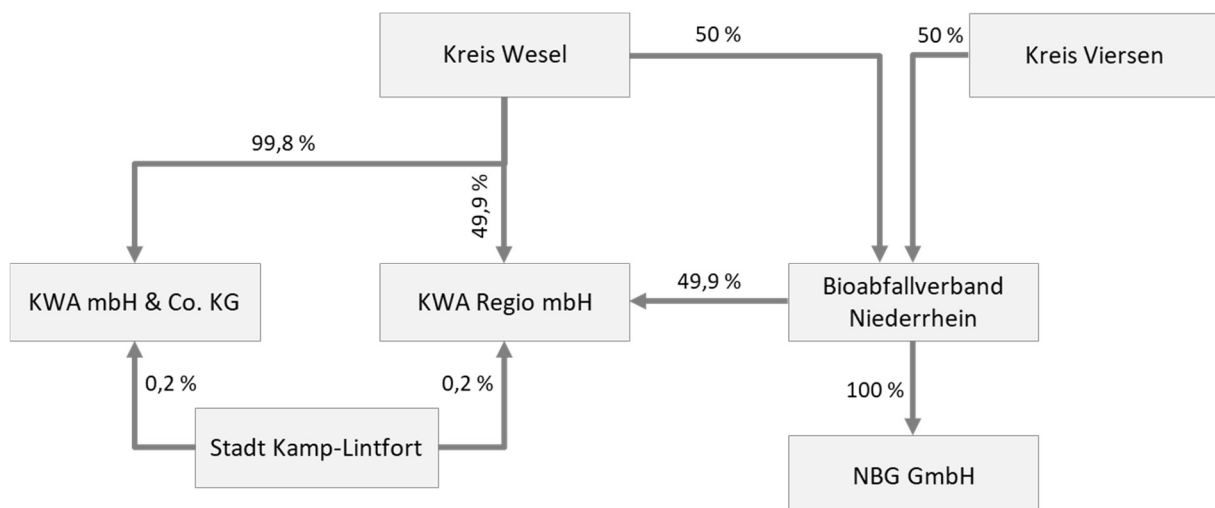 50 %
50 %
Kreis Wesel
Kreis Viersen
99,8 %
49,9 %
KWA mbH & Co. KG
KWA Regio mbH
49,9 %
Bioabfallverband
Niederrhein
0,2 %
0,2 %
100 %
Stadt Kamp-Lintfort
NBG GmbH